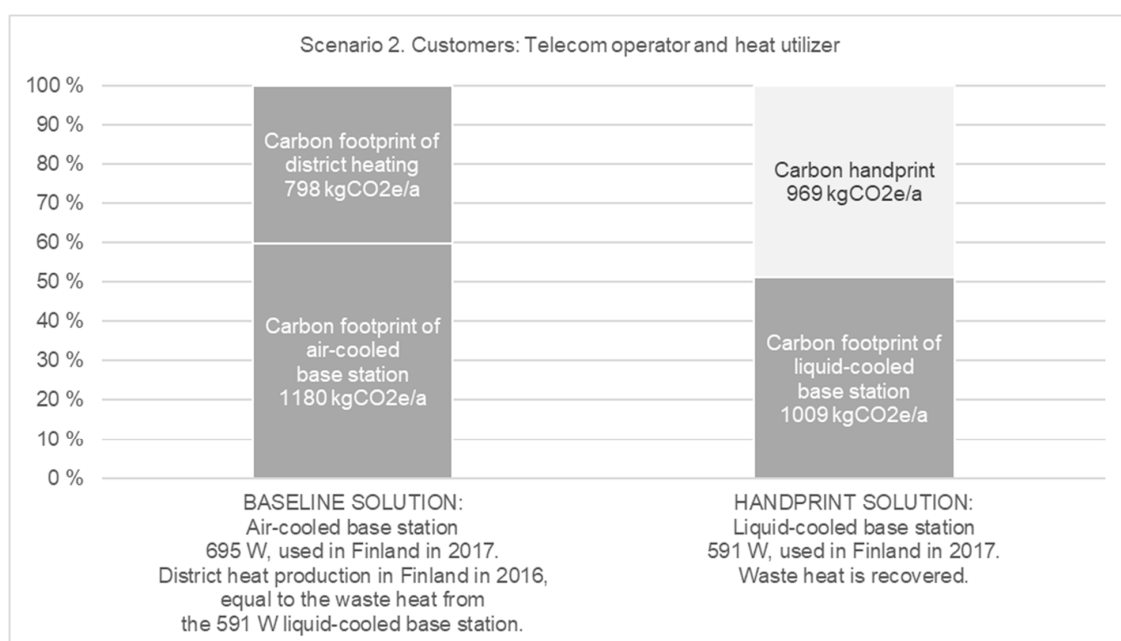 Scenario 2. Customers: Telecom operator and heat utilizer
100 %
90 %
80 %
70 %
60 %
50 %
40 %
30 %
20 %
10 %
0 %
Carbon footprint of
district heating
798 kgCO2e/a
Carbon footprint of
air-cooled
base station
1180 kgCO2e/a
Carbon handprint
969 kgCO2e/a
Carbon footprint of
liquid-cooled
base station
1009 kgCO2e/a
BASELINE SOLUTION:
Air-cooled base station
695 W, used in Finland in 2017.
District heat production in Finland in 2016,
equal to the waste heat from
the 591 W liquid-cooled base station.
HANDPRINT SOLUTION:
Liquid-cooled base station
591 W, used in Finland in 2017.
Waste heat is recovered.